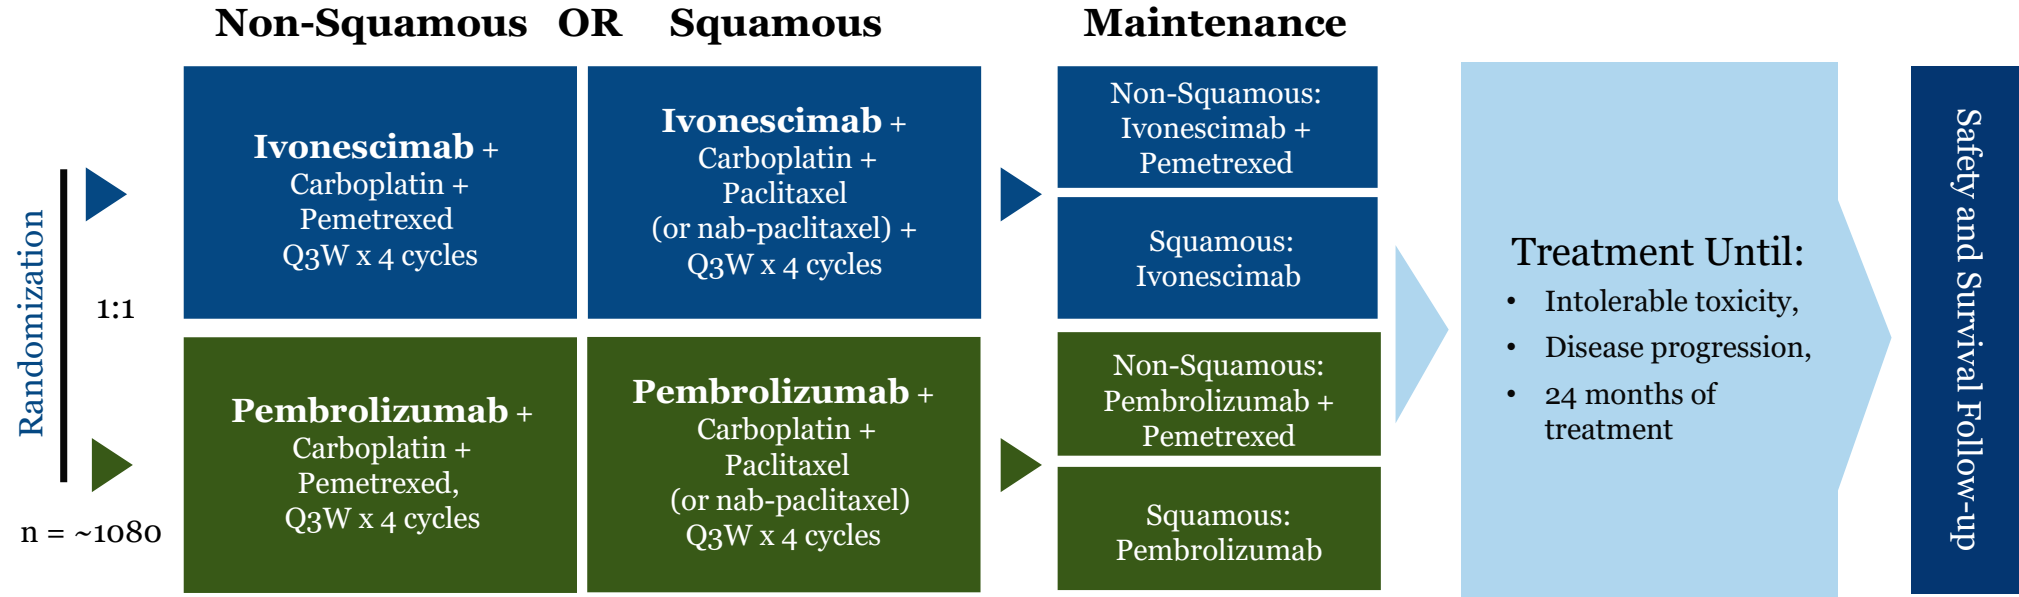 Non-Squamous OR Squamous
Maintenance
Randomization
1:1
n = ~1080
Ivonescimab +
Carboplatin +
Pemetrexed
Q3W x 4 cycles
Ivonescimab +
Carboplatin +
Paclitaxel
(or nab-paclitaxel) +
Q3W x 4 cycles
Non-Squamous:
Ivonescimab +
Pemetrexed
Squamous:
Ivonescimab
Pembrolizumab +
Carboplatin +
Pemetrexed,
Q3W x 4 cycles
Pembrolizumab +
Carboplatin +
Paclitaxel
(or nab-paclitaxel)
Q3W x 4 cycles
Non-Squamous:
Pembrolizumab +
Pemetrexed
Squamous:
Pembrolizumab
Treatment Until:
• Intolerable toxicity,
• Disease progression,
• 24 months of
treatment
Safety and Survival Follow-up